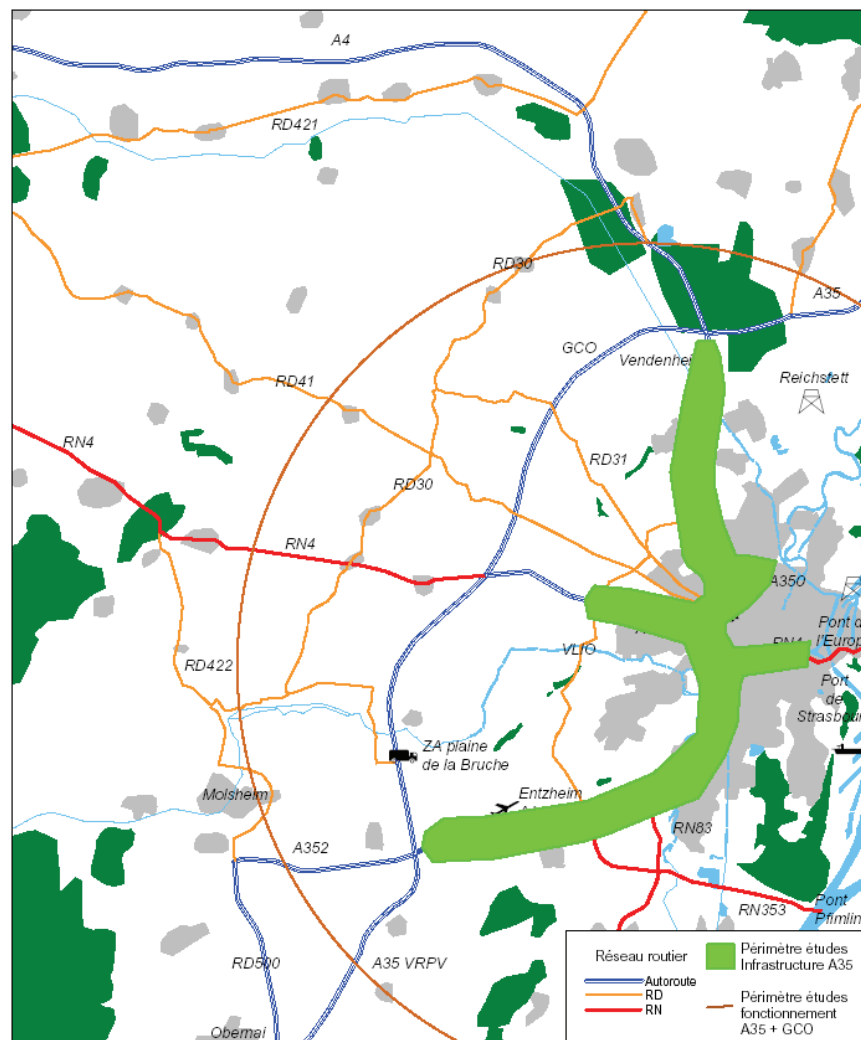 A4
RD421
RD30
A35
GCO
Reichstett
RD41
RN4
RD31
RD30
RN4
A350
Pont d
l'Europ
RN4
VLIO
RD422
Port
de
Strasbour
ZA plaine
de la Bruche
Molsheim
Entzheim
RN83
A352
Pont
Pflimlin
RN353
RD500
A35 VRPV
Obernai
Réseau routier
Autoroute
RD
RN
Périmètre études
Infrastructure A35
Périmètre études
fonctionnement
A35 + GCO